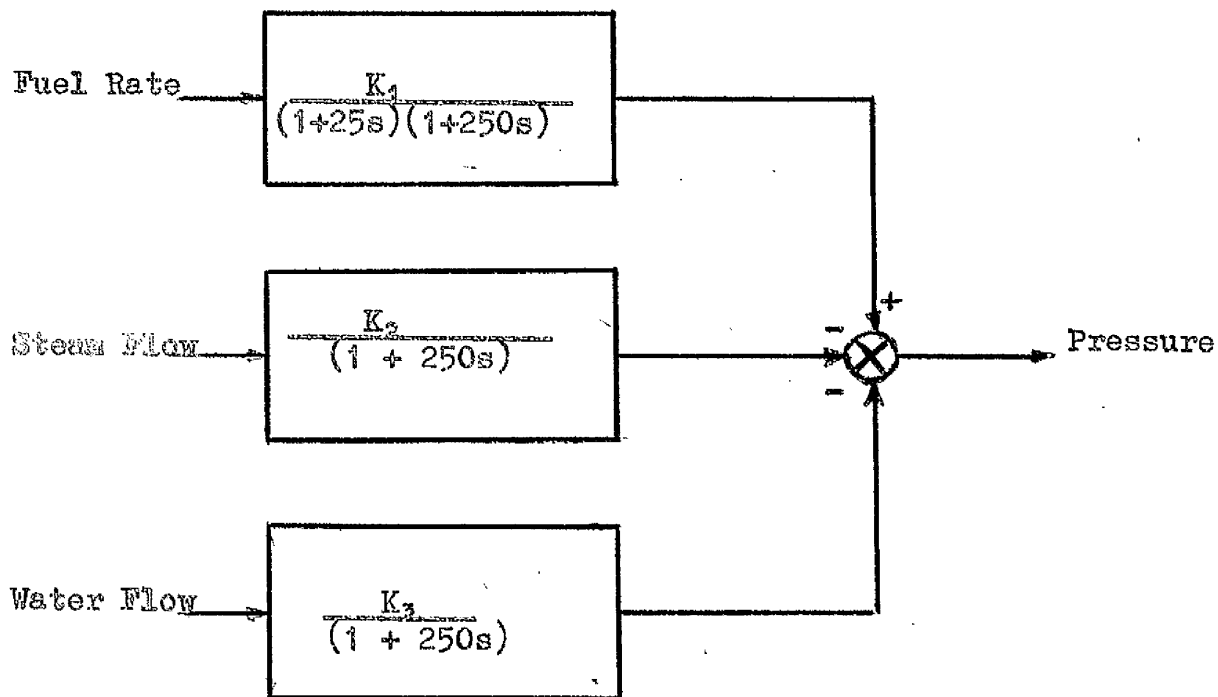 Fuel Rate
K₁
(1+25s)(1+250s)
+
Steam Flow
K₂
(1 + 250s)
-
-
Pressure
Water Flow
K₃
(1 + 250s)